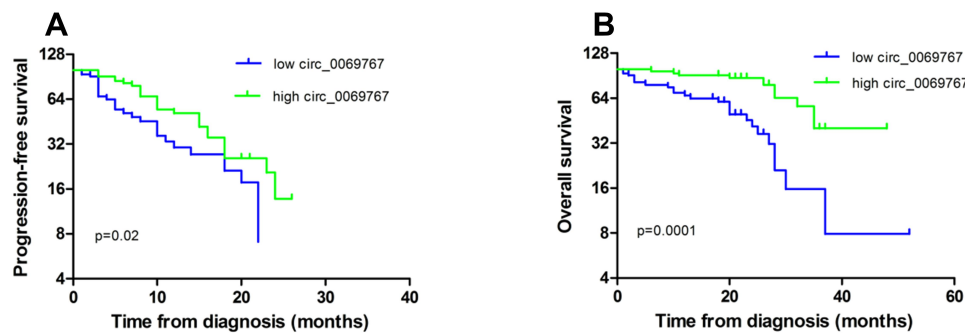 A
Progression-free survival
128
64
32
16
8
4
low circ_0069767
high circ_0069767
p=0.02
0
10
20
30
40
Time from diagnosis (months)
B
Overall survival
128
64
32
16
8
4
low circ_0069767
high circ_0069767
p=0.0001
0
20
40
60
Time from diagnosis (months)